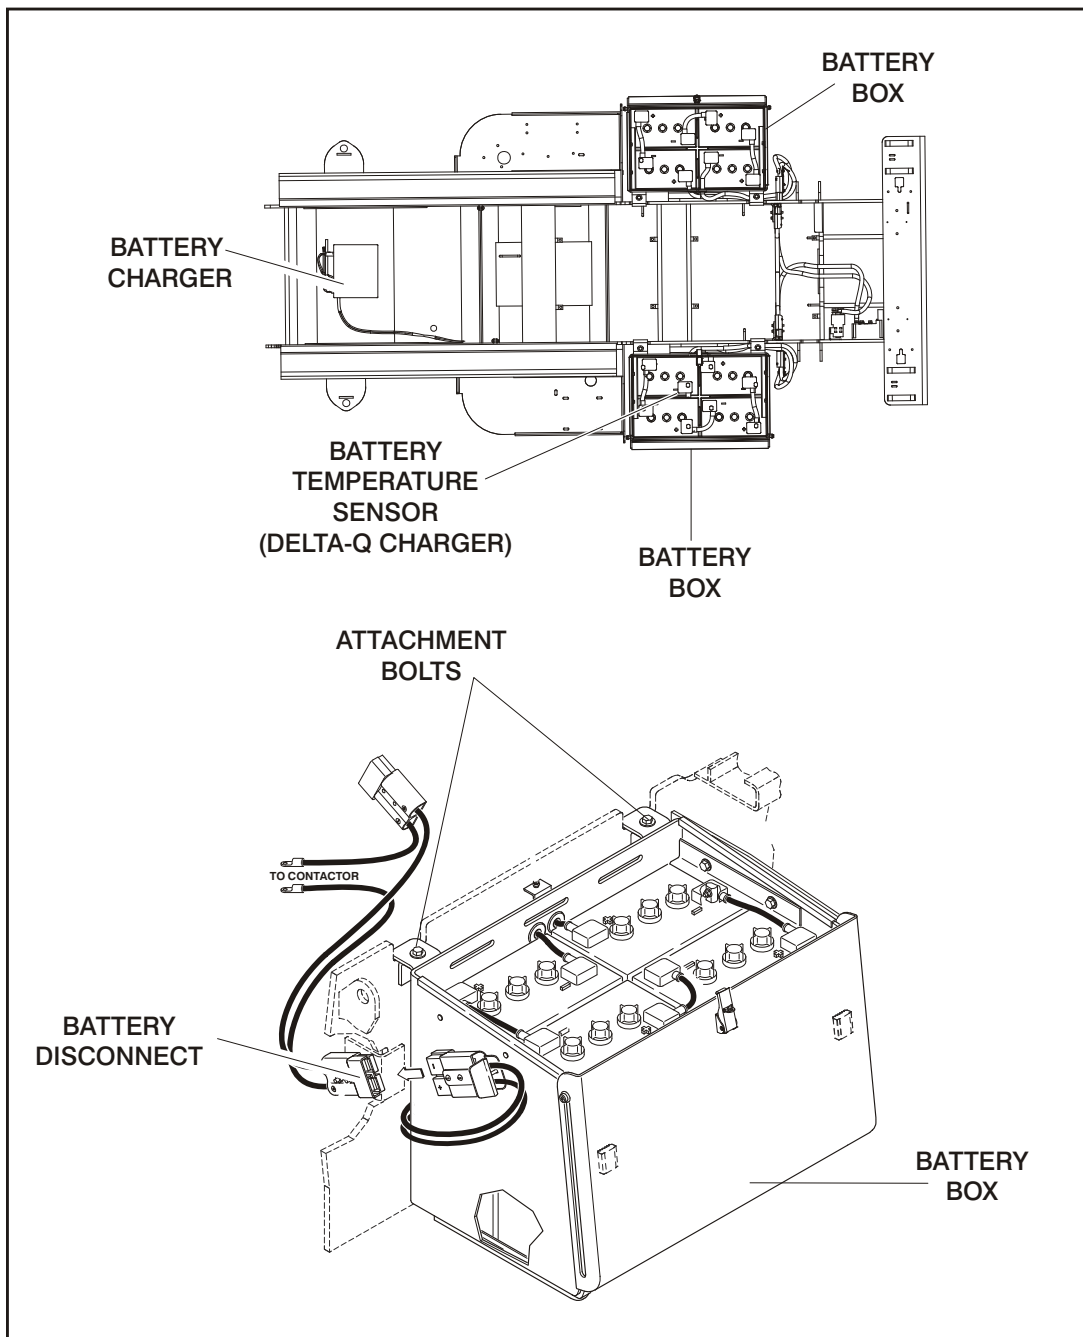 BATTERY
BOX
BATTERY
CHARGER
BATTERY
TEMPERATURE
SENSOR
(DELTA-Q CHARGER)
BATTERY
BOX
ATTACHMENT
BOLTS
TO CONTACTOR
BATTERY
DISCONNECT
BATTERY
BOX